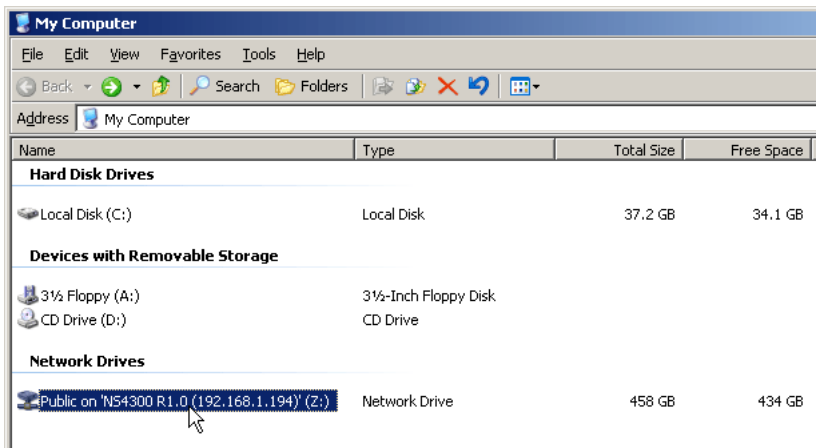 My Computer
File Edit View Favorites Tools Help
Back Search Folders
Address My Computer
Name Type Total Size Free Space
Hard Disk Drives
Local Disk (C:) Local Disk 37.2 GB 34.1 GB
Devices with Removable Storage
3½ Floppy (A:) 3½-Inch Floppy Disk
CD Drive (D:) CD Drive
Network Drives
Public on 'NS4300 R1.0 (192.168.1.194)' (Z:) Network Drive 458 GB 434 GB